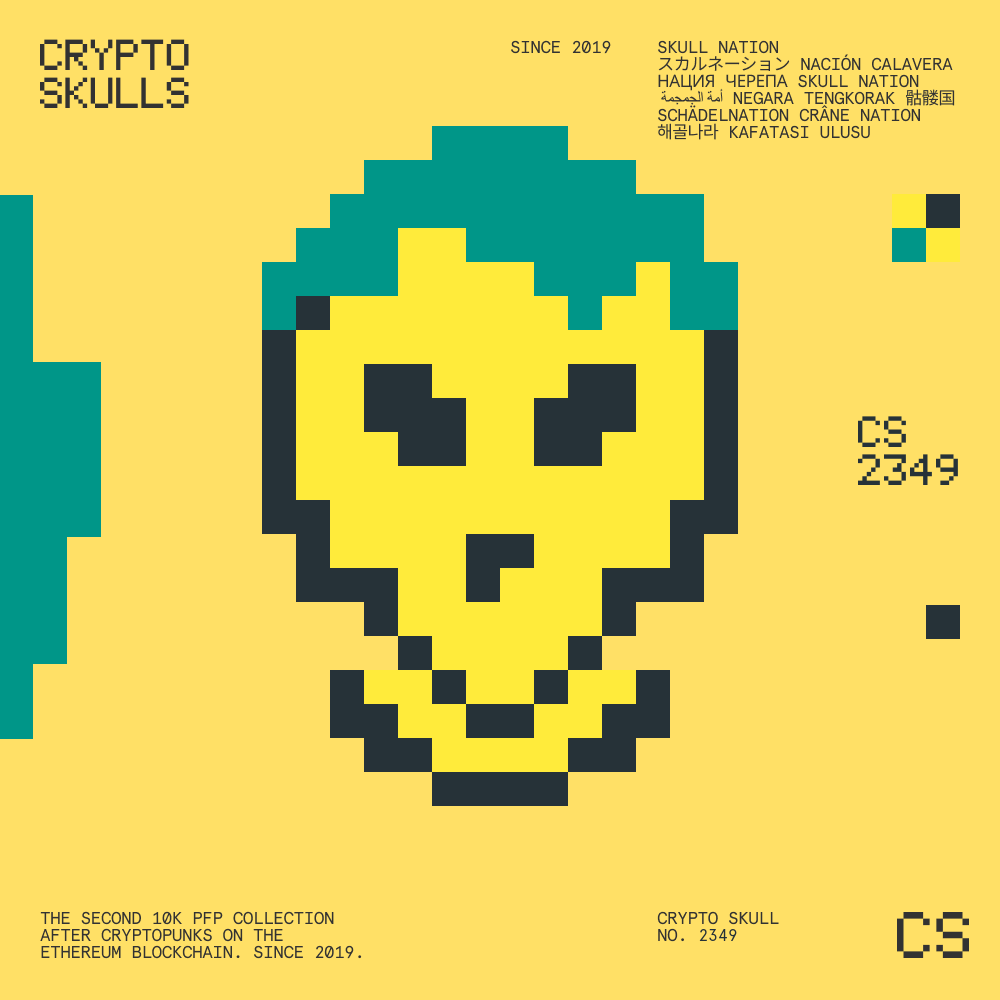 CRYPTO
SKULLS
SINCE 2019
SKULL NATION
スカルネーション NACIÓN CALAVERA
НАЦИЯ ЧЕРЕПА SKULL NATION
أمة الجمجمة NEGARA TENGKORAK 骷髅国
SCHÄDELNATION CRÂNE NATION
해골나라 KAFATASI ULUSU
CS
2349
THE SECOND 10K PFP COLLECTION
AFTER CRYPTOPUNKS ON THE
ETHEREUM BLOCKCHAIN. SINCE 2019.
CRYPTO SKULL
NO. 2349
CS